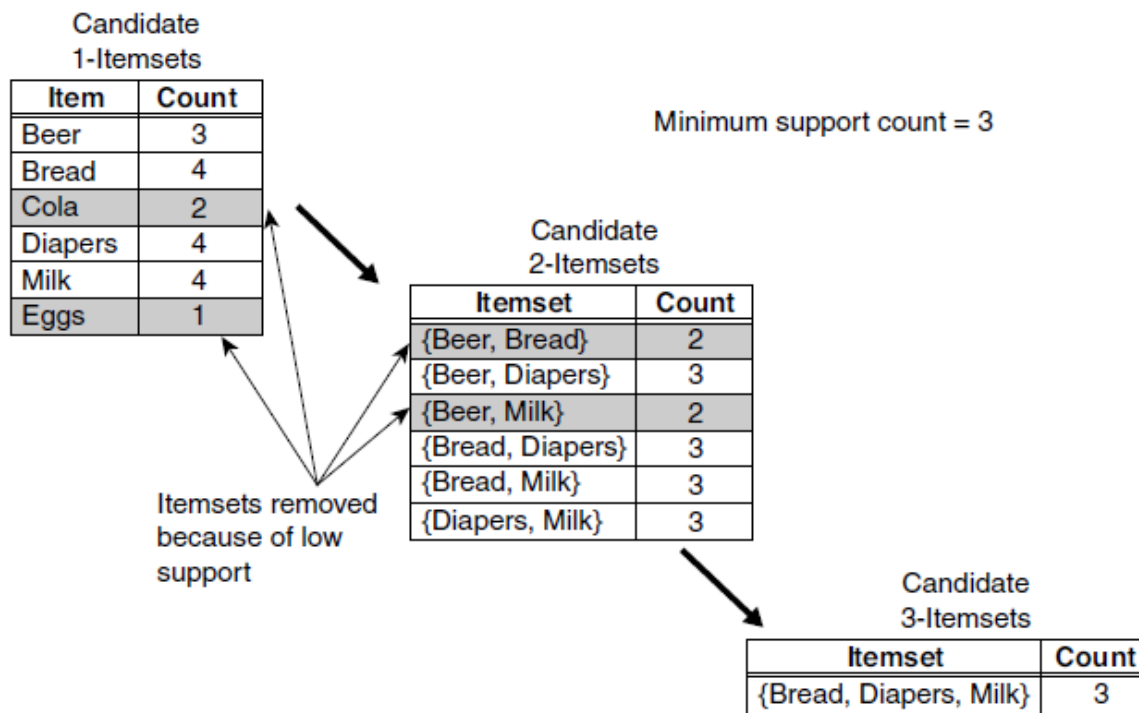 Candidate
1-Itemsets
Item Count
Beer 3
Bread 4
Cola 2
Diapers 4
Milk 4
Eggs 1
Minimum support count = 3
Candidate
2-Itemsets
Itemset Count
{Beer, Bread} 2
{Beer, Diapers} 3
{Beer, Milk} 2
{Bread, Diapers} 3
{Bread, Milk} 3
{Diapers, Milk} 3
Itemsets removed
because of low
support
Candidate
3-Itemsets
Itemset Count
{Bread, Diapers, Milk} 3